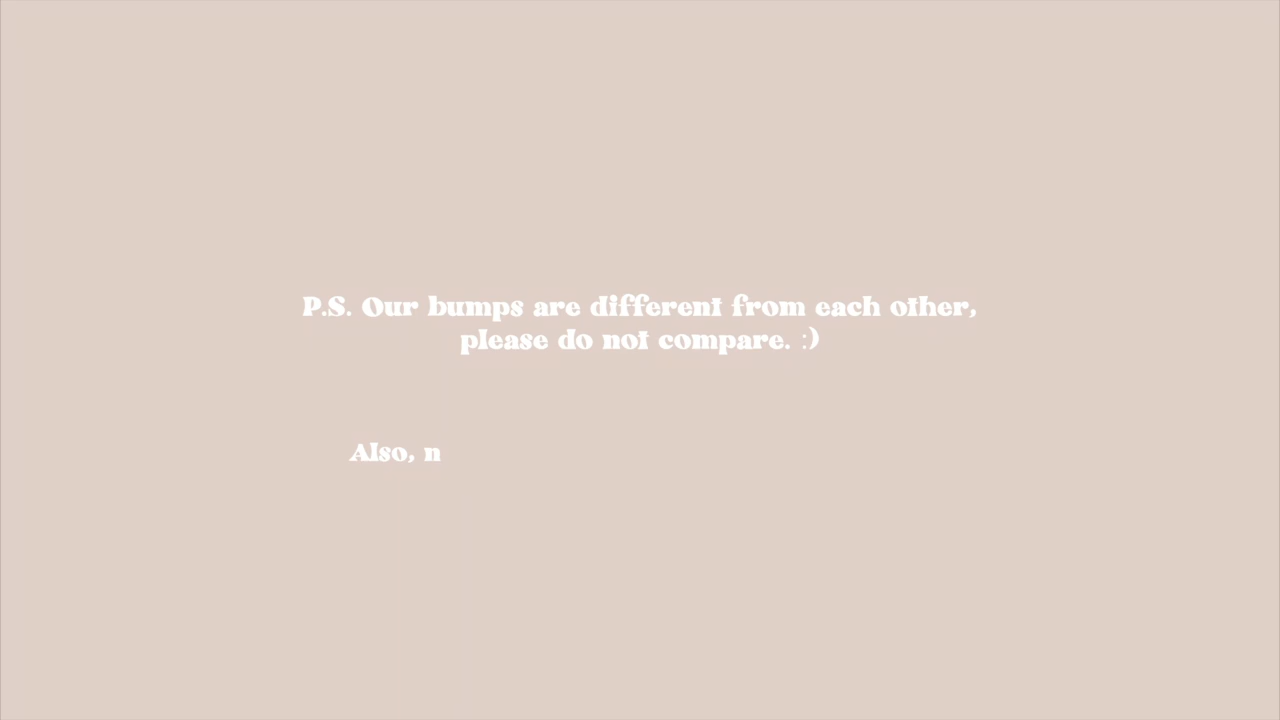 P.S. Our bumps are different from each other,
please do not compare. :)
Also, n